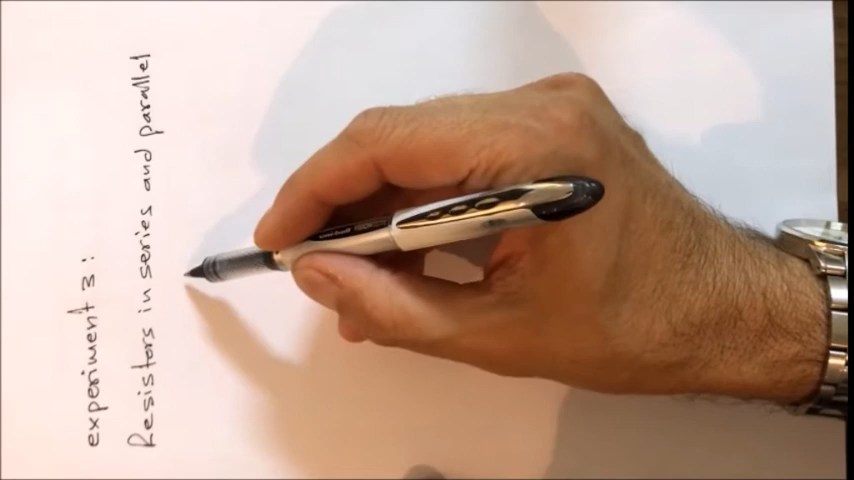 experiment 3:
Resistors in series and parallel